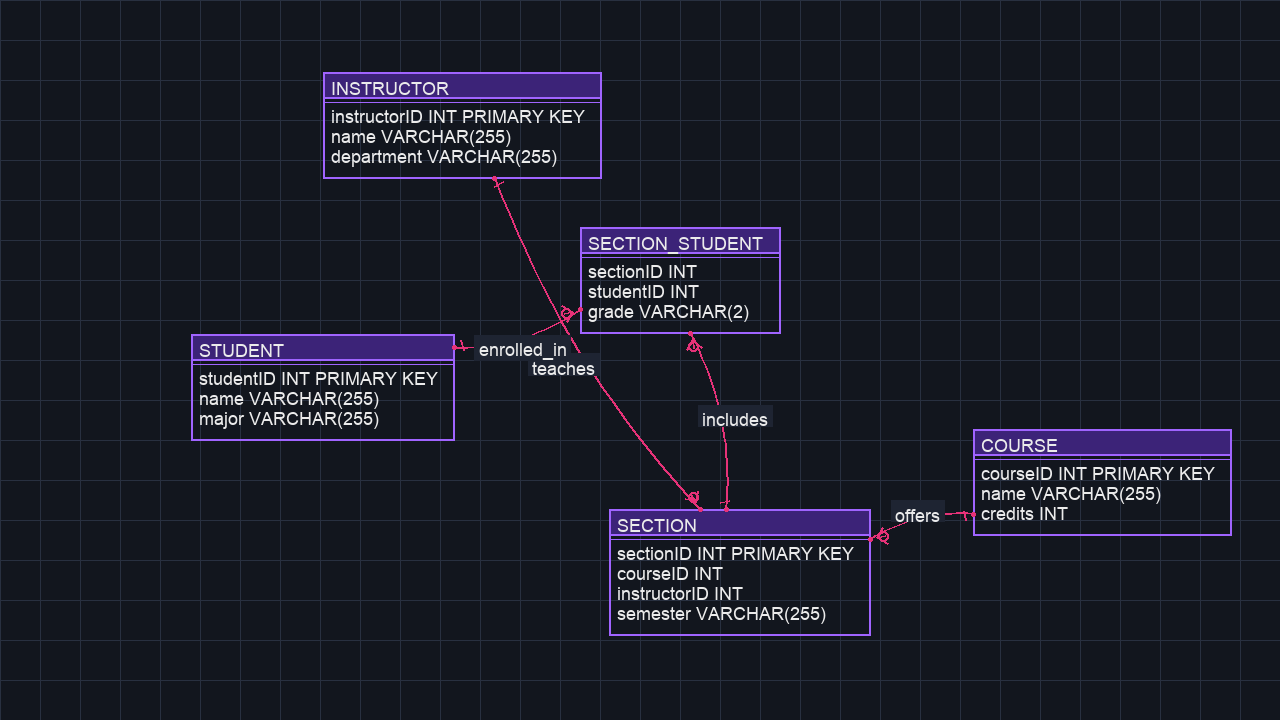 INSTRUCTOR
instructorID INT PRIMARY KEY
name VARCHAR(255)
department VARCHAR(255)
SECTION_STUDENT
sectionID INT
studentID INT
grade VARCHAR(2)
STUDENT
studentID INT PRIMARY KEY
name VARCHAR(255)
major VARCHAR(255)
enrolled_in
teaches
includes
COURSE
courseID INT PRIMARY KEY
name VARCHAR(255)
credits INT
offers
SECTION
sectionID INT PRIMARY KEY
courseID INT
instructorID INT
semester VARCHAR(255)